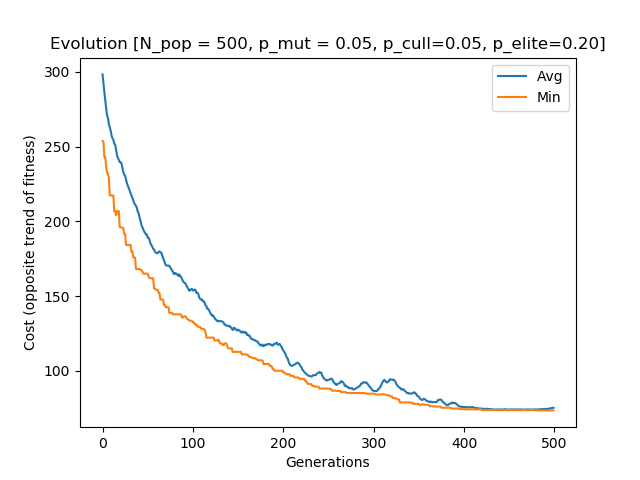 Evolution [N_pop = 500, p_mut = 0.05, p_cull=0.05, p_elite=0.20]
Avg
Min
Cost (opposite trend of fitness)
300
250
200
150
100
0 100 200 300 400 500
Generations